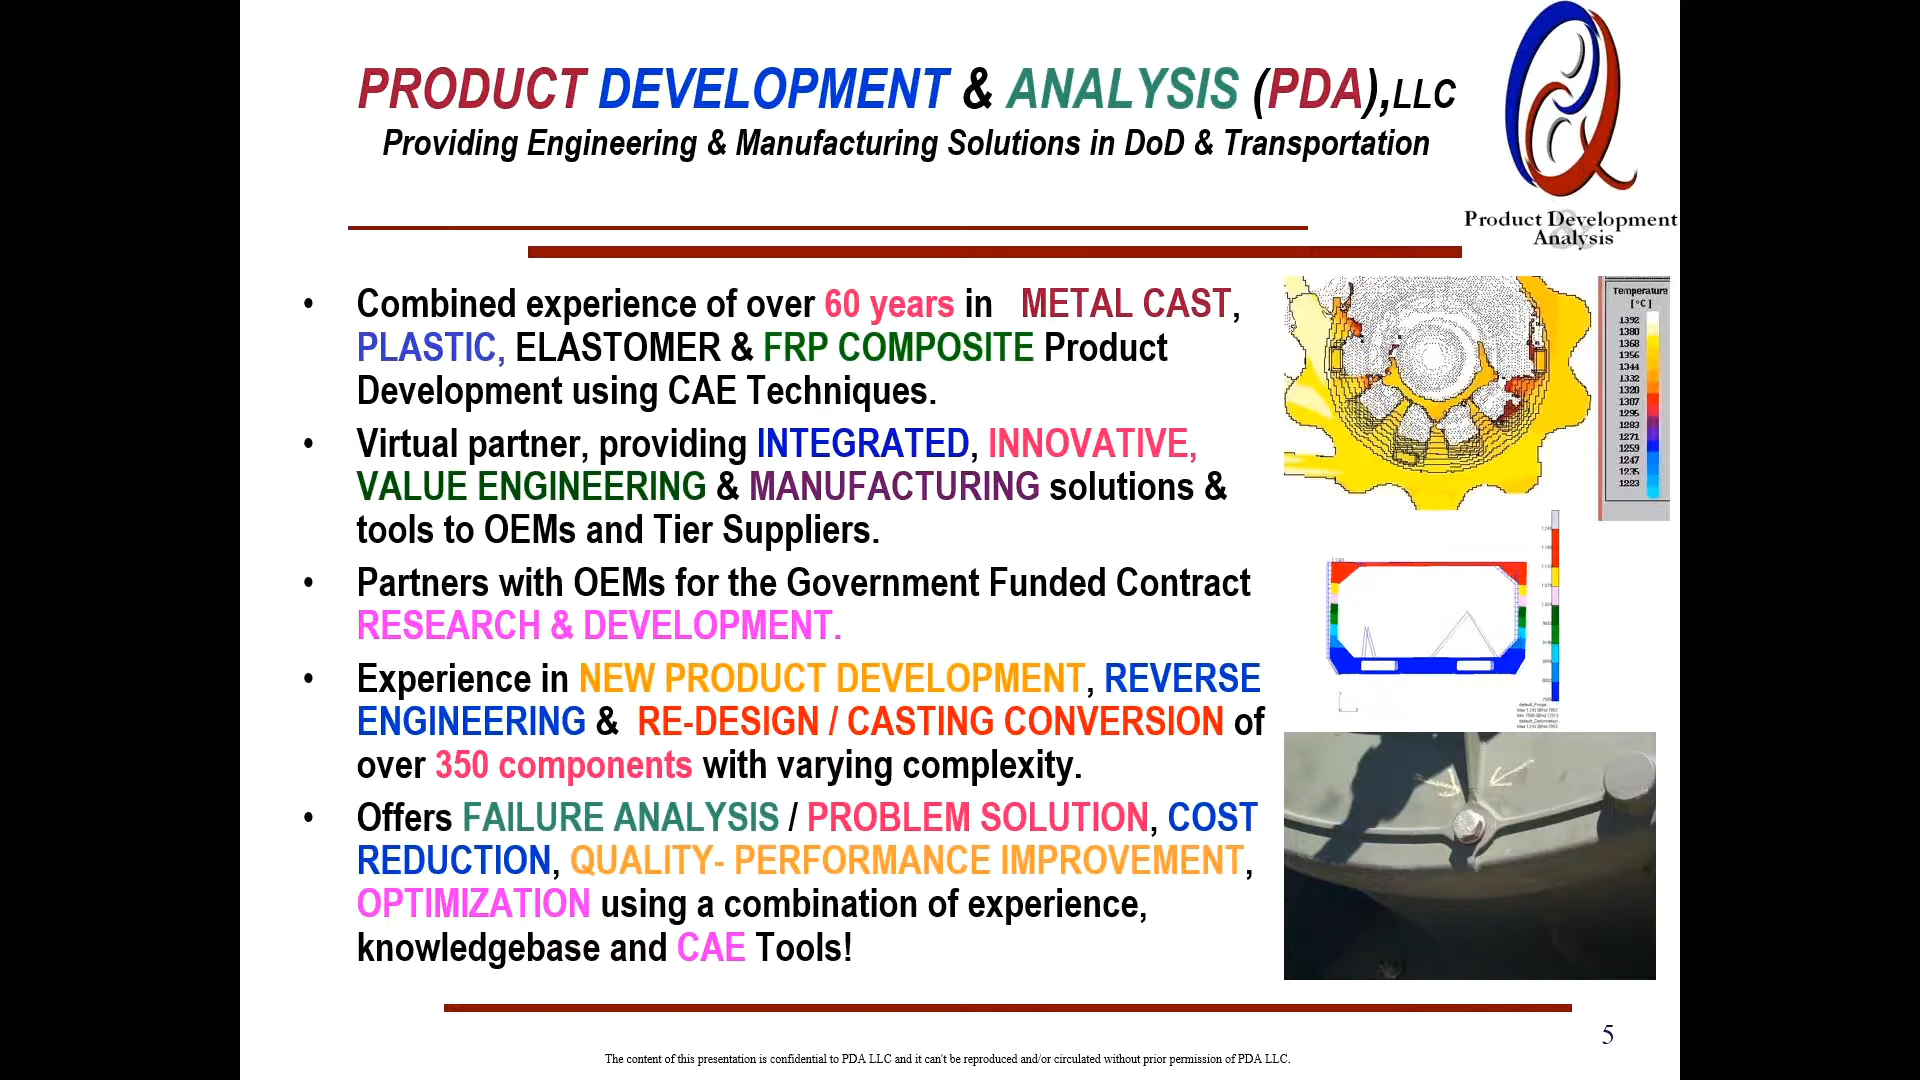 PRODUCT DEVELOPMENT & ANALYSIS (PDA),LLC
Providing Engineering & Manufacturing Solutions in DoD & Transportation
Product Development
&
Analysis
• Combined experience of over 60 years in METAL CAST,
PLASTIC, ELASTOMER & FRP COMPOSITE Product
Development using CAE Techniques.
• Virtual partner, providing INTEGRATED, INNOVATIVE,
VALUE ENGINEERING & MANUFACTURING solutions &
tools to OEMs and Tier Suppliers.
• Partners with OEMs for the Government Funded Contract
RESEARCH & DEVELOPMENT.
• Experience in NEW PRODUCT DEVELOPMENT, REVERSE
ENGINEERING & RE-DESIGN / CASTING CONVERSION of
over 350 components with varying complexity.
• Offers FAILURE ANALYSIS / PROBLEM SOLUTION, COST
REDUCTION, QUALITY- PERFORMANCE IMPROVEMENT,
OPTIMIZATION using a combination of experience,
knowledgebase and CAE Tools!
Temperature
[°C]
1392
1380
1368
1356
1344
1332
1320
1307
1295
1283
1271
1259
1247
1235
1223
5
The content of this presentation is confidential to PDA LLC and it can't be reproduced and/or circulated without prior permission of PDA LLC.